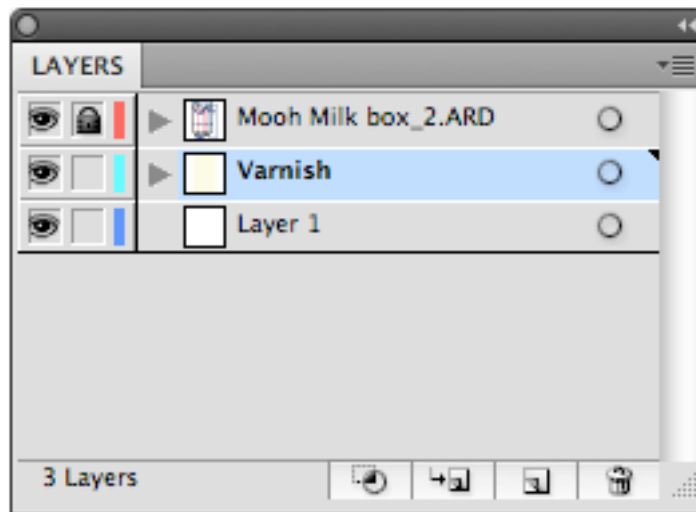 LAYERS
Mooh Milk box_2.ARD
Varnish
Layer 1
3 Layers